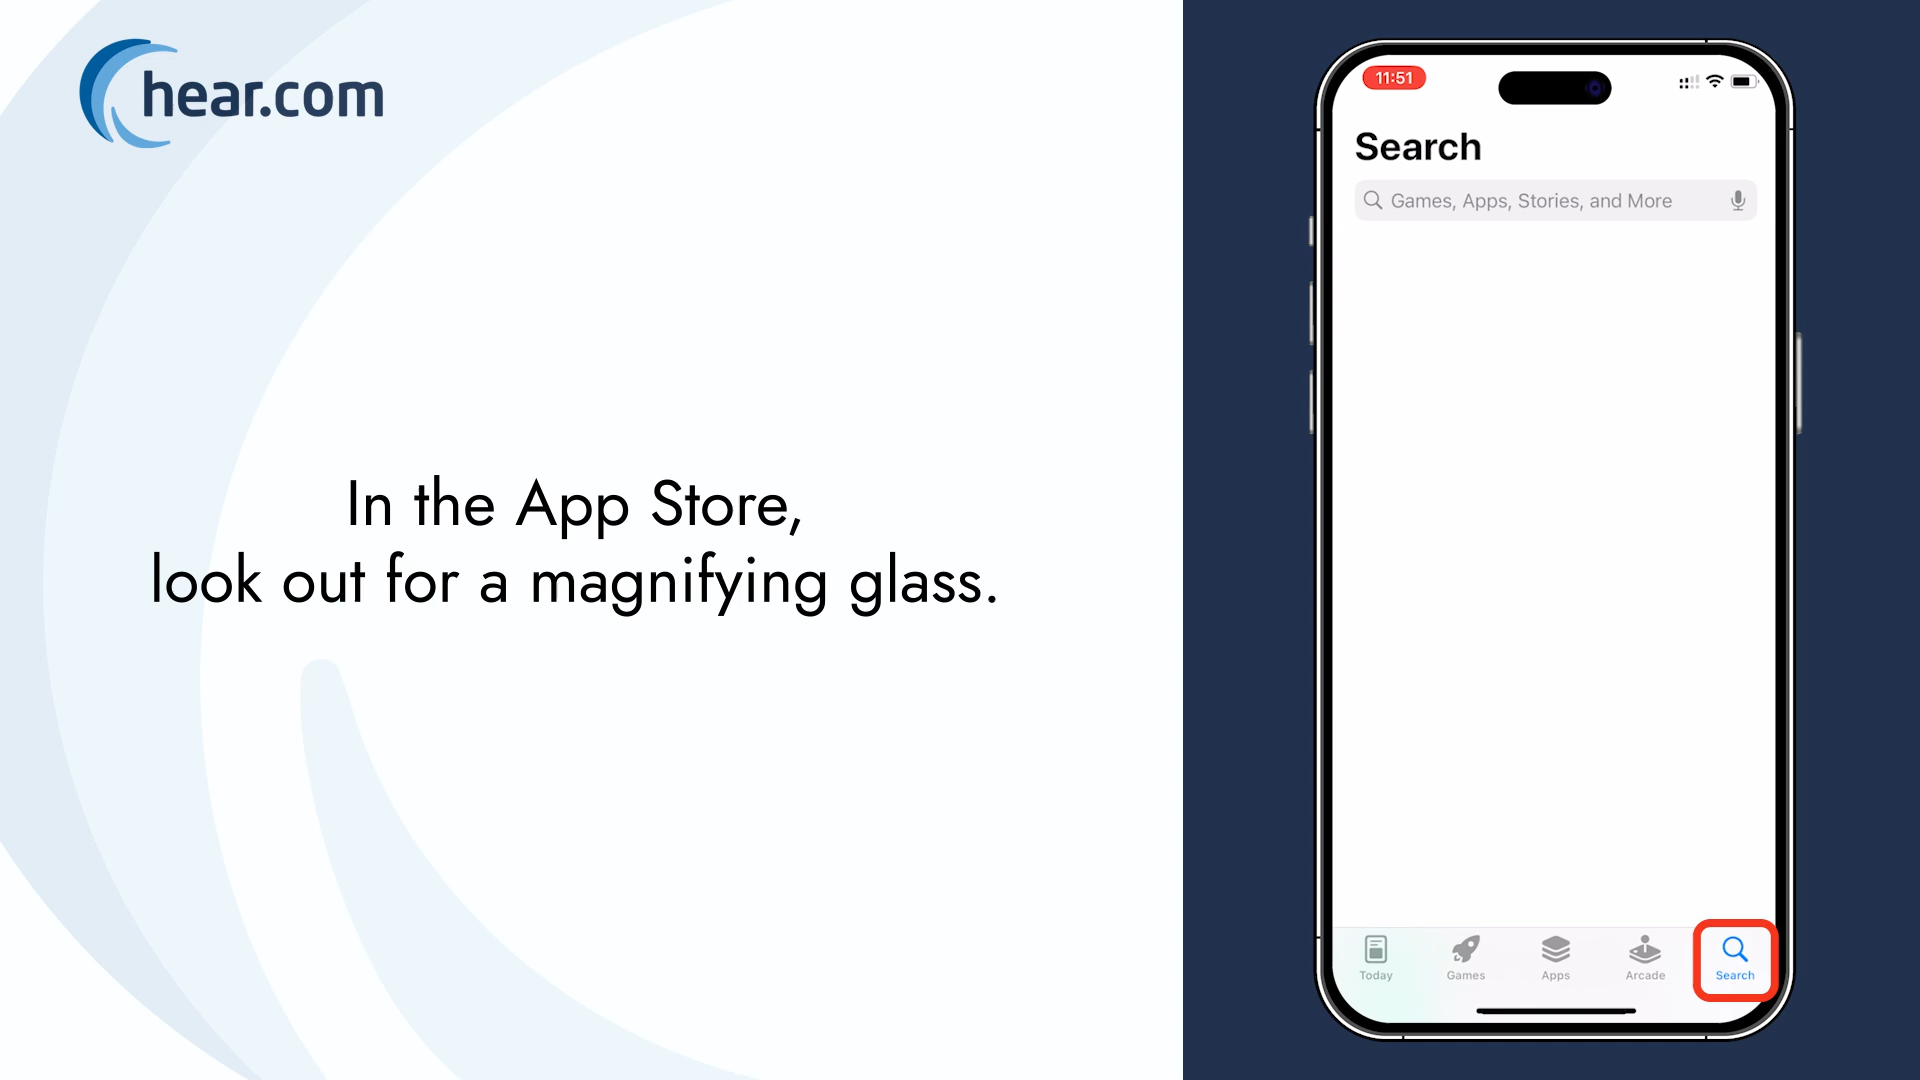 hear.com
In the App Store,
look out for a magnifying glass.
11:51
Search
Games, Apps, Stories, and More
Today
Games
Apps
Arcade
Search